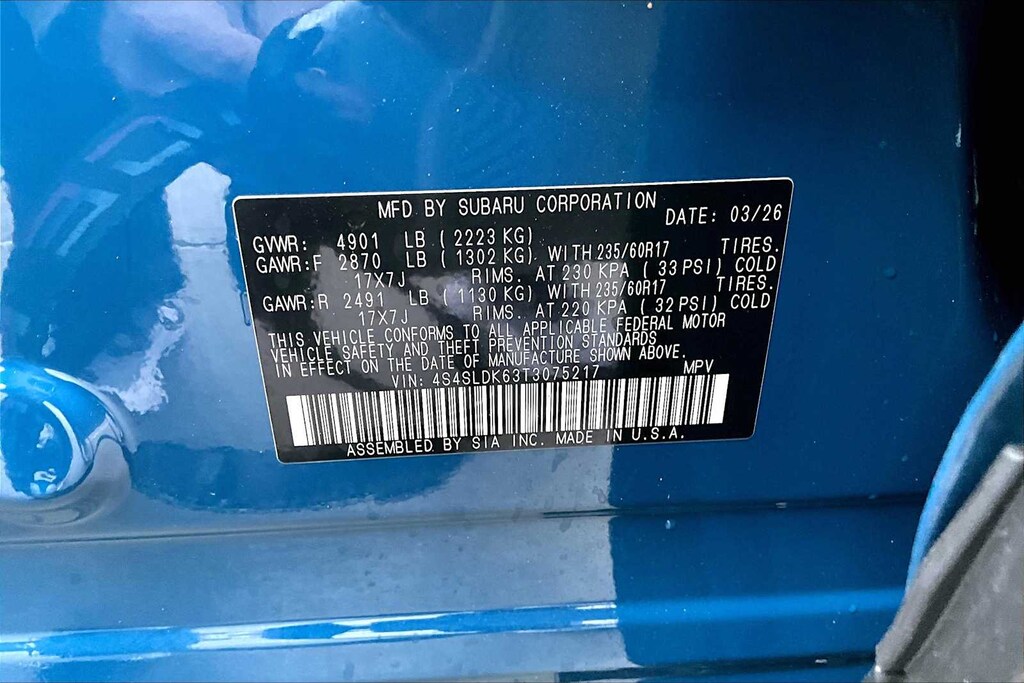 MFD BY SUBARU CORPORATION DATE: 03/26
GVWR: 4901 LB ( 2223 KG)
GAWR:F 2870 LB ( 1302 KG) WITH 235/60R17 TIRES.
17X7J RIMS. AT 230 KPA ( 33 PSI) COLD
GAWR:R 2491 LB ( 1130 KG) WITH 235/60R17 TIRES.
17X7J RIMS. AT 220 KPA ( 32 PSI) COLD
THIS VEHICLE CONFORMS TO ALL APPLICABLE FEDERAL MOTOR
VEHICLE SAFETY AND THEFT PREVENTION STANDARDS
IN EFFECT ON THE DATE OF MANUFACTURE SHOWN ABOVE.
VIN: 4S4SLDK63T3075217 MPV
ASSEMBLED BY SIA INC. MADE IN U.S.A.